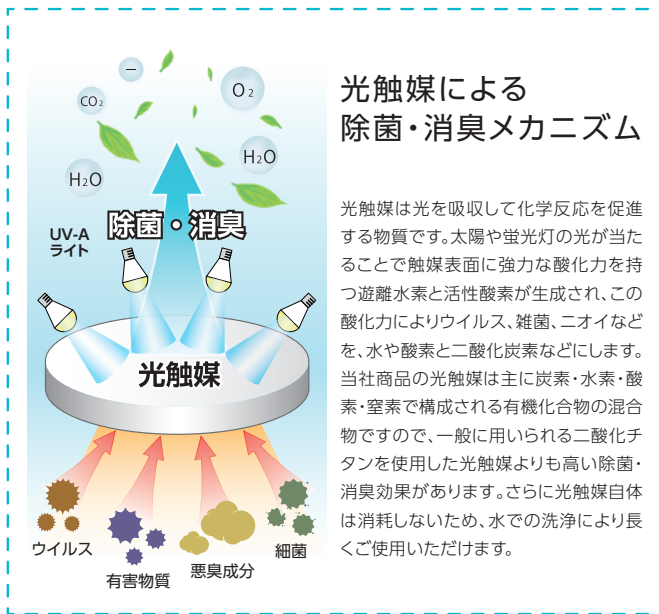 光触媒による
除菌・消臭メカニズム
光触媒は光を吸収して化学反応を促進
する物質です。太陽や蛍光灯の光が当た
ることで触媒表面に強力な酸化力を持
つ遊離水素と活性酸素が生成され、この
酸化力によりウイルス、雑菌、ニオイなど
を、水や酸素と二酸化炭素などにします。
当社商品の光触媒は主に炭素・水素・酸
素・窒素で構成される有機化合物の混合
物ですので、一般に用いられる二酸化チ
タンを使用した光触媒よりも高い除菌・
消臭効果があります。さらに光触媒自体
は消耗しないため、水での洗浄により長
くご使用いただけます。
−
CO₂
O₂
H₂O
H₂O
UV-A
ライト
除菌・消臭
光触媒
ウイルス
有害物質
悪臭成分
細菌